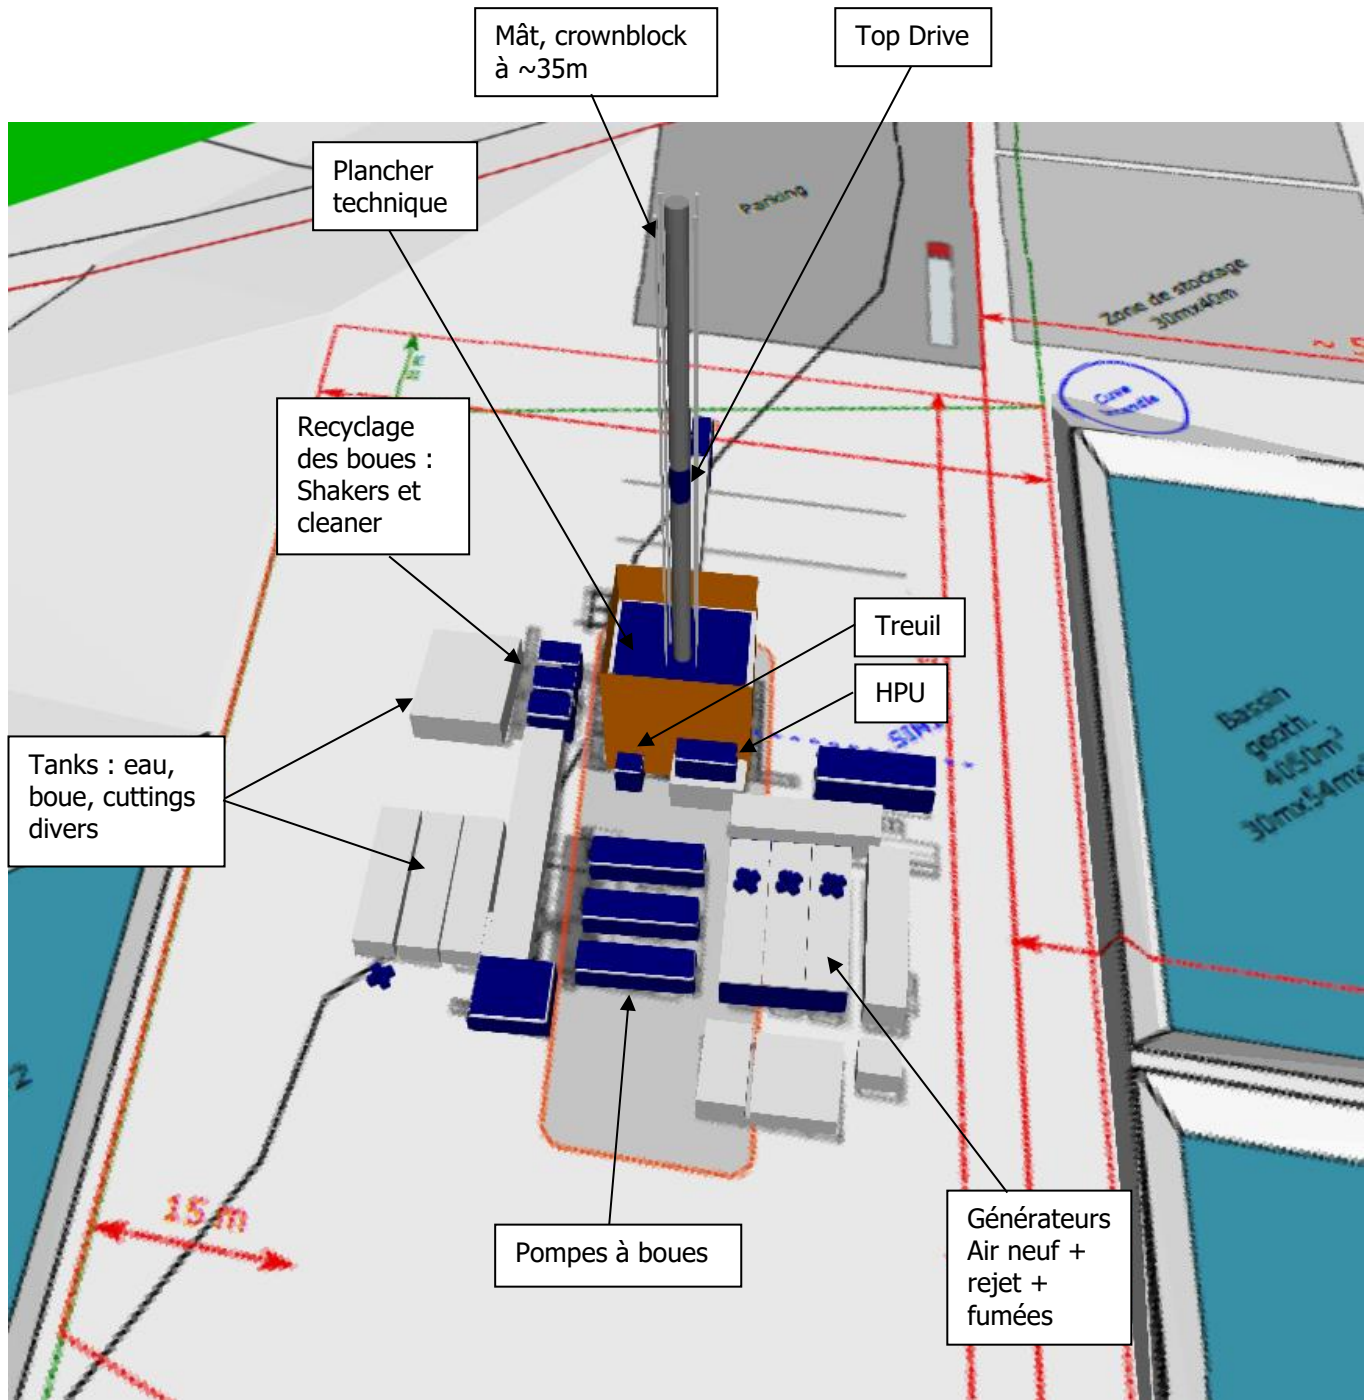 Mât, crownblock
à ~35m
Top Drive
Plancher
technique
Parking
Zone de stockage
30mx40m
Cuve
Recyclage
des boues :
Shakers et
cleaner
Treuil
HPU
Bassin
geoth.
4050m³
Tanks : eau,
boue, cuttings
divers
15 m
Pompes à boues
Générateurs
Air neuf +
rejet +
fumées